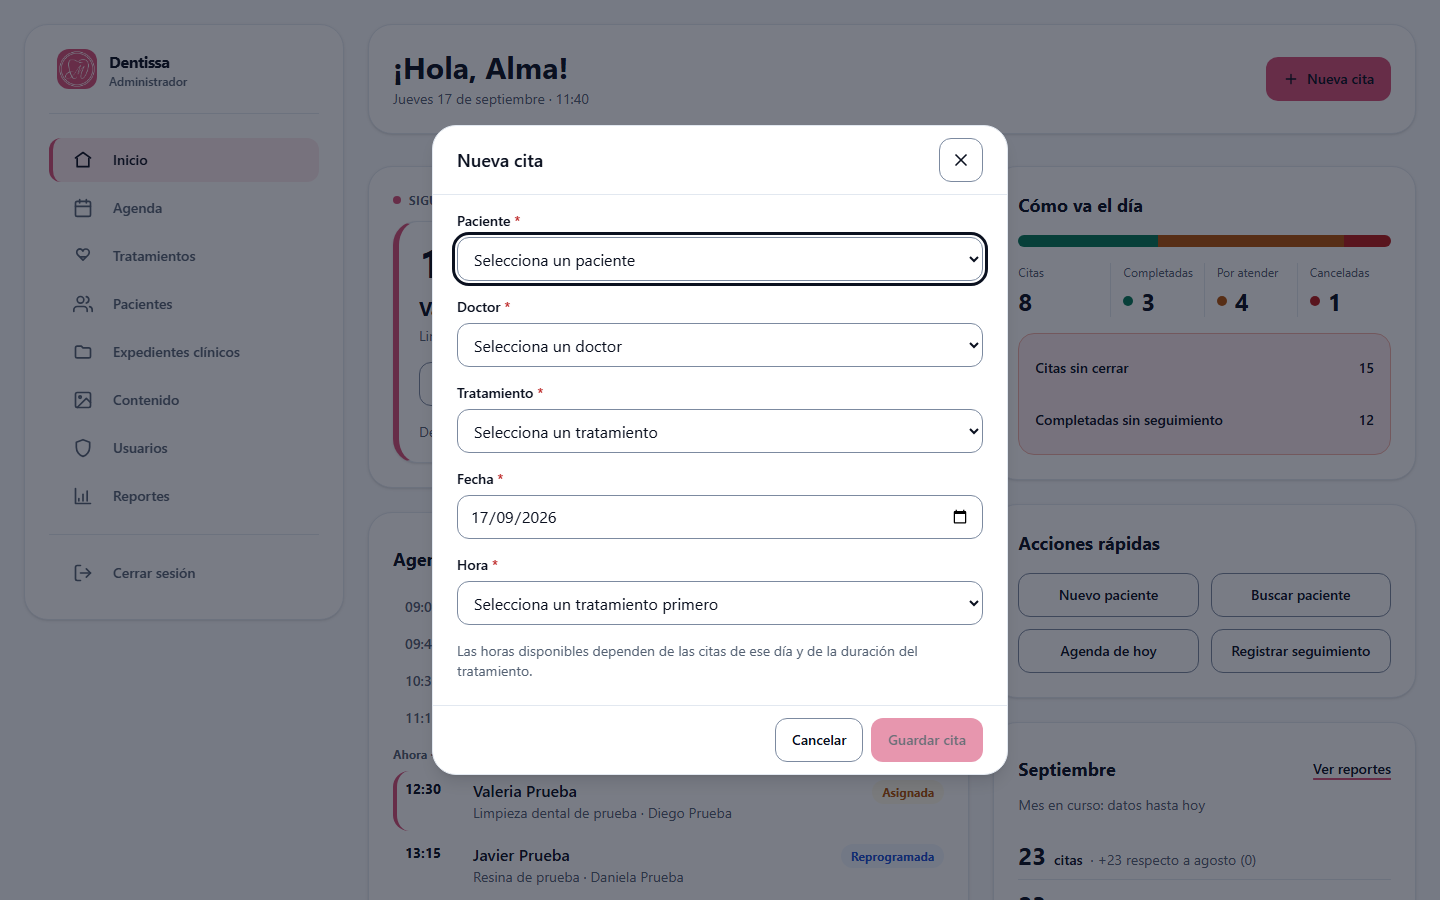 Dentissa
Administrador
Inicio
Agenda
Tratamientos
Pacientes
Expedientes clínicos
Contenido
Usuarios
Reportes
Cerrar sesión
¡Hola, Alma!
Jueves 17 de septiembre · 11:40
+ Nueva cita
Nueva cita
Paciente *
Selecciona un paciente
Doctor *
Selecciona un doctor
Tratamiento *
Selecciona un tratamiento
Fecha *
17/09/2026
Hora *
Selecciona un tratamiento primero
Las horas disponibles dependen de las citas de ese día y de la duración del
tratamiento.
Cancelar
Guardar cita
Ahora
12:30
Valeria Prueba
Asignada
Limpieza dental de prueba · Diego Prueba
13:15
Javier Prueba
Reprogramada
Resina de prueba · Daniela Prueba
Cómo va el día
Citas
Completadas
Por atender
Canceladas
8
3
4
1
Citas sin cerrar
15
Completadas sin seguimiento
12
Acciones rápidas
Nuevo paciente
Buscar paciente
Agenda de hoy
Registrar seguimiento
Septiembre
Ver reportes
Mes en curso: datos hasta hoy
23 citas · +23 respecto a agosto (0)